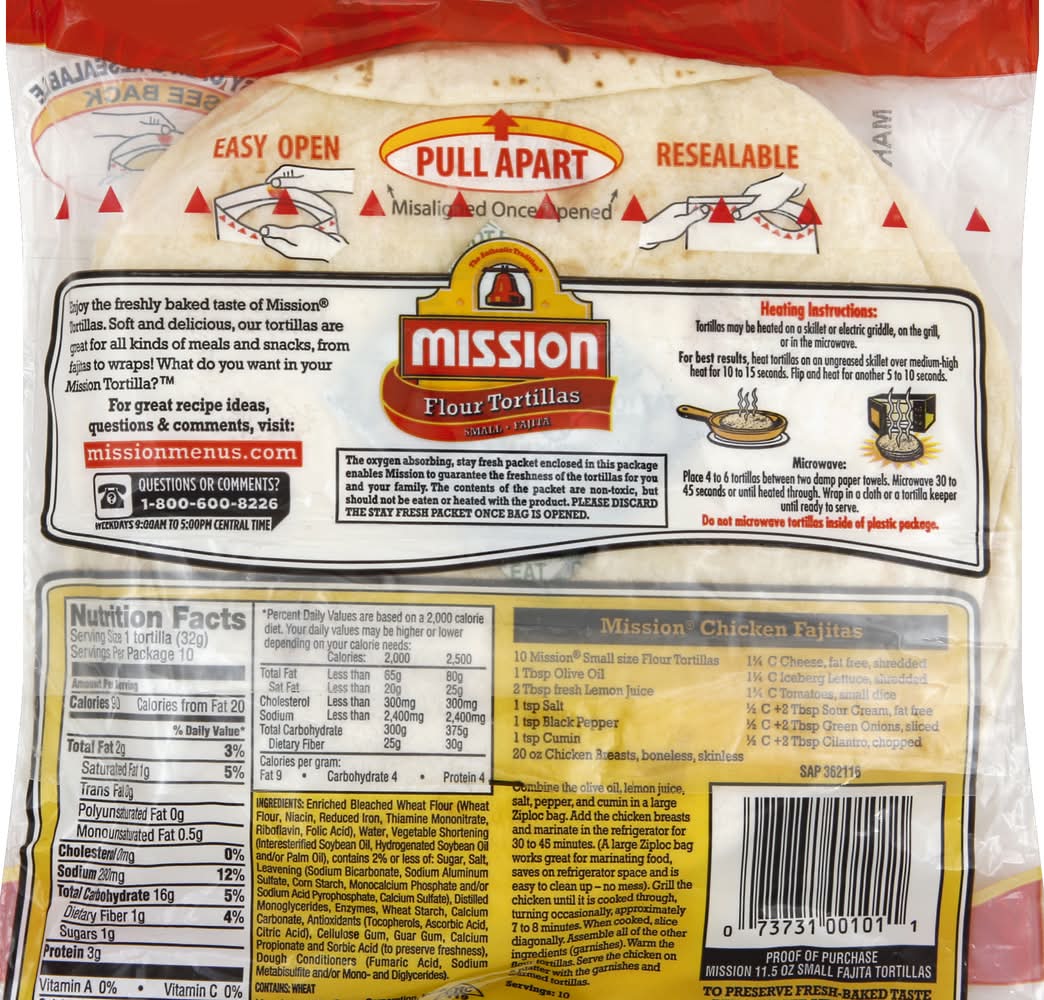 SEE BACK
EASY OPEN
PULL APART
RESEALABLE
Misaligned Once Opened
The Authentic Tradition
MISSION
Flour Tortillas
SMALL • FAJITA
Enjoy the freshly baked taste of Mission®
Tortillas. Soft and delicious, our tortillas are
great for all kinds of meals and snacks, from
fajitas to wraps! What do you want in your
Mission Tortilla?™
For great recipe ideas,
questions & comments, visit:
missionmenus.com
QUESTIONS OR COMMENTS?
1-800-600-8226
WEEKDAYS 9:00AM TO 5:00PM CENTRAL TIME
The oxygen absorbing, stay fresh packet enclosed in this package
enables Mission to guarantee the freshness of the tortillas for you
and your family. The contents of the packet are non-toxic, but
should not be eaten or heated with the product. PLEASE DISCARD
THE STAY FRESH PACKET ONCE BAG IS OPENED.
Heating Instructions:
Tortillas may be heated on a skillet or electric griddle, on the grill,
or in the microwave.
For best results, heat tortillas on an ungreased skillet over medium-high
heat for 10 to 15 seconds. Flip and heat for another 5 to 10 seconds.
Microwave:
Place 4 to 6 tortillas between two damp paper towels. Microwave 30 to
45 seconds or until heated through. Wrap in a cloth or a tortilla keeper
until ready to serve.
Do not microwave tortillas inside of plastic package.
EAT
Nutrition Facts
Serving Size 1 tortilla (32g)
Servings Per Package 10
Amount Per Serving
Calories 90 Calories from Fat 20
% Daily Value*
Total Fat 2g 3%
Saturated Fat 1g 5%
Trans Fat 0g
Polyunsaturated Fat 0g
Monounsaturated Fat 0.5g
Cholesterol 0mg 0%
Sodium 280mg 12%
Total Carbohydrate 16g 5%
Dietary Fiber 1g 4%
Sugars 1g
Protein 3g
Vitamin A 0% • Vitamin C 0%
*Percent Daily Values are based on a 2,000 calorie
diet. Your daily values may be higher or lower
depending on your calorie needs:
Calories: 2,000 2,500
Total Fat Less than 65g 80g
Sat Fat Less than 20g 25g
Cholesterol Less than 300mg 300mg
Sodium Less than 2,400mg 2,400mg
Total Carbohydrate 300g 375g
Dietary Fiber 25g 30g
Calories per gram:
Fat 9 • Carbohydrate 4 • Protein 4
INGREDIENTS: Enriched Bleached Wheat Flour (Wheat
Flour, Niacin, Reduced Iron, Thiamine Mononitrate,
Riboflavin, Folic Acid), Water, Vegetable Shortening
(Interesterified Soybean Oil, Hydrogenated Soybean Oil
and/or Palm Oil), contains 2% or less of: Sugar, Salt,
Leavening (Sodium Bicarbonate, Sodium Aluminum
Sulfate, Corn Starch, Monocalcium Phosphate and/or
Sodium Acid Pyrophosphate, Calcium Sulfate), Distilled
Monoglycerides, Enzymes, Wheat Starch, Calcium
Carbonate, Antioxidants (Tocopherols, Ascorbic Acid,
Citric Acid), Cellulose Gum, Guar Gum, Calcium
Propionate and Sorbic Acid (to preserve freshness),
Dough Conditioners (Fumaric Acid, Sodium
Metabisulfite and/or Mono- and Diglycerides).
CONTAINS: WHEAT
Mission® Chicken Fajitas
10 Mission® Small size Flour Tortillas
1 Tbsp Olive Oil
2 Tbsp fresh Lemon Juice
1 tsp Salt
1 tsp Black Pepper
1 tsp Cumin
20 oz Chicken Breasts, boneless, skinless
1¼ C Cheese, fat free, shredded
1¼ C Iceberg Lettuce, shredded
1¼ C Tomatoes, small dice
½ C +2 Tbsp Sour Cream, fat free
½ C +2 Tbsp Green Onions, sliced
½ C +2 Tbsp Cilantro, chopped
Combine the olive oil, lemon juice,
salt, pepper, and cumin in a large
Ziploc bag. Add the chicken breasts
and marinate in the refrigerator for
30 to 45 minutes. (A large Ziploc bag
works great for marinating food,
saves on refrigerator space and is
easy to clean up – no mess). Grill the
chicken until it is cooked through,
turning occasionally, approximately
7 to 8 minutes. When cooked, slice
diagonally. Assemble all of the other
ingredients (garnishes). Warm the
flour tortillas. Serve the chicken on
platter with the garnishes and
warmed tortillas.
Servings: 10
SAP 362116
0 73731 00101 1
PROOF OF PURCHASE
MISSION 11.5 OZ SMALL FAJITA TORTILLAS
TO PRESERVE FRESH-BAKED TASTE